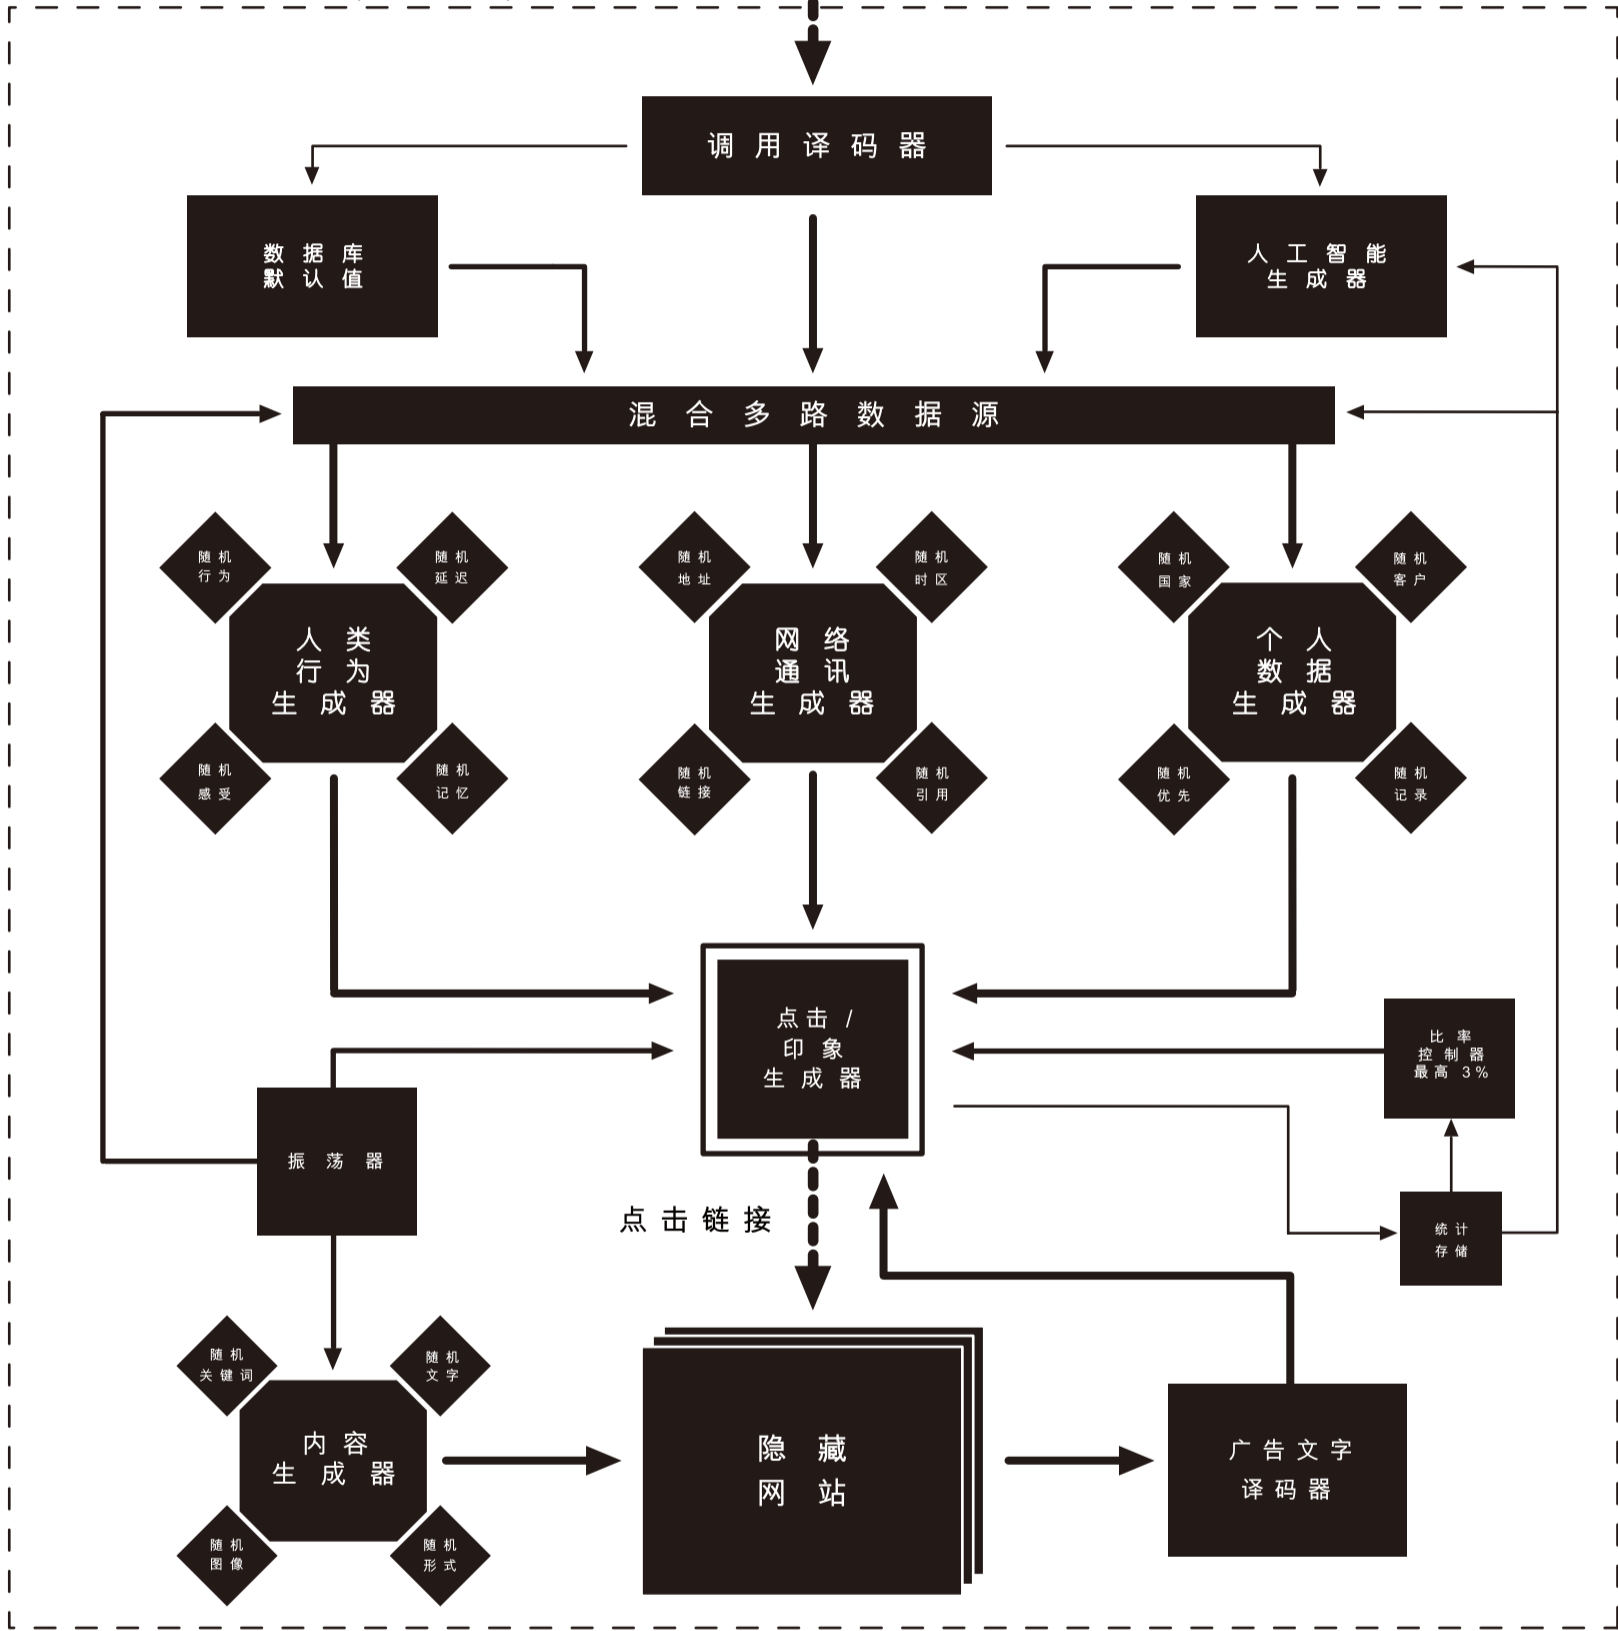 调用译码器
数据库
默认值
人工智能
生成器
混合多路数据源
随机
行为
随机
延迟
人类
行为
生成器
随机
感受
随机
记忆
随机
地址
随机
时区
网络
通讯
生成器
随机
链接
随机
引用
随机
国家
随机
客户
个人
数据
生成器
随机
优先
随机
记录
点击/
印象
生成器
比率
控制器
最高3%
振荡器
点击链接
统计
存储
随机
关键词
随机
文字
内容
生成器
随机
图像
随机
形式
隐藏
网站
广告文字
译码器